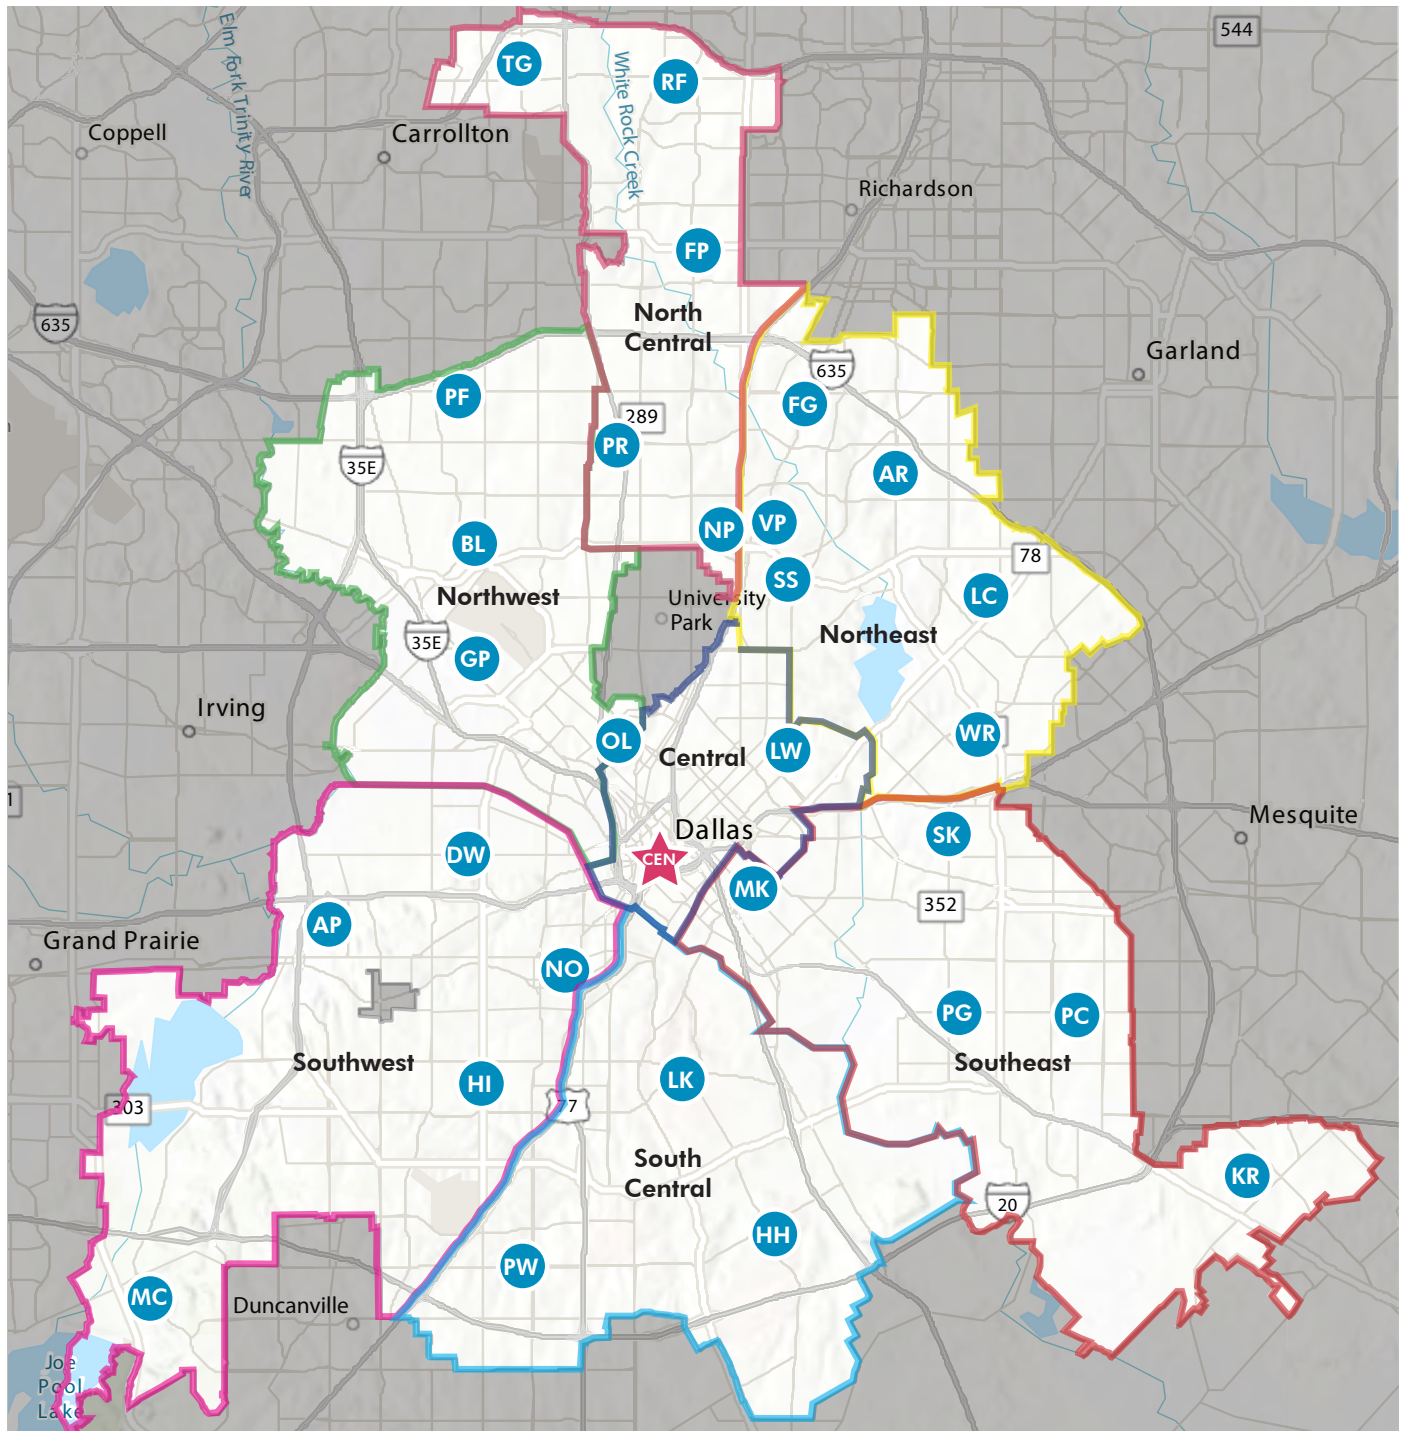 544
TG
RF
Elm fork Trinity River
White Rock Creek
Coppell
Carrollton
Richardson
FP
North
Central
635
Garland
635
PF
FG
289
PR
35E
AR
NP
VP
BL
78
SS
LC
Northwest
University
Park
Northeast
35E
GP
Irving
OL
Central
LW
WR
1
Mesquite
Dallas
SK
DW
CEN
MK
352
AP
Grand Prairie
NO
PG
PC
Southwest
HI
LK
Southeast
303
77
South
Central
KR
20
HH
PW
MC
Duncanville
Joe
Pool
Lake